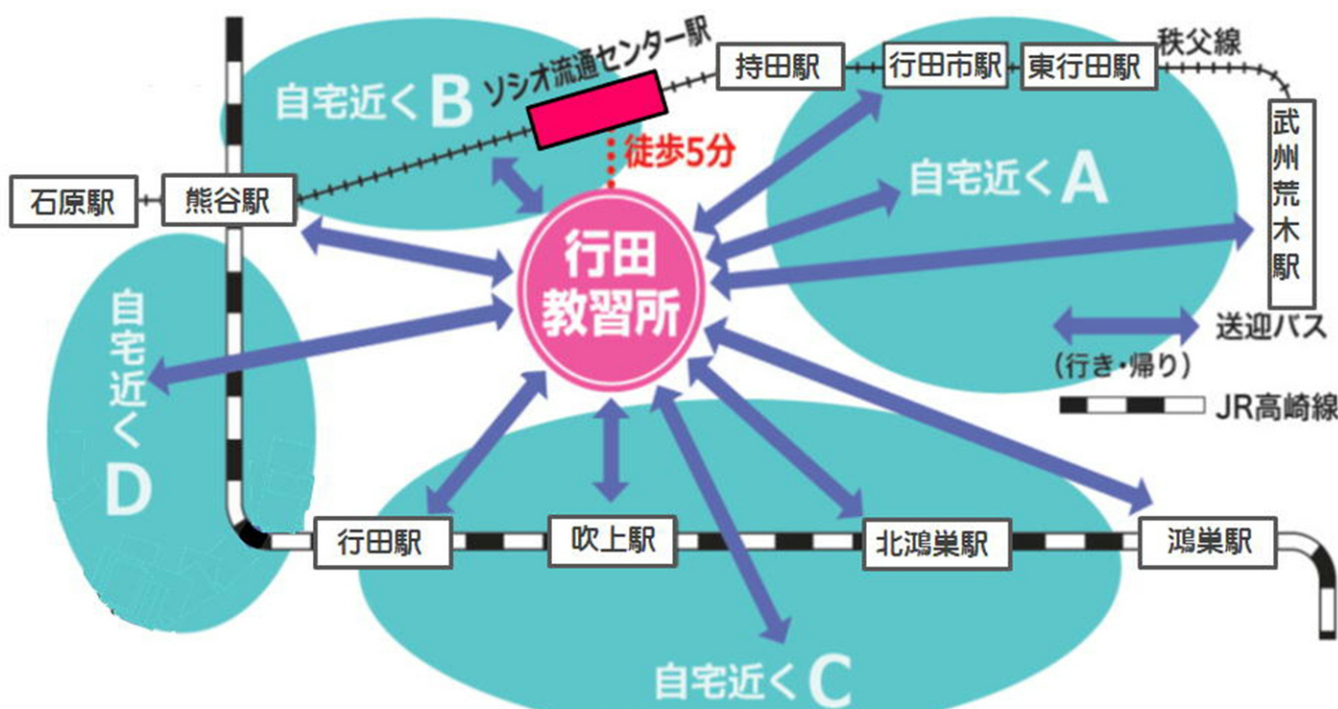 ソシオ流通センター駅
持田駅
行田市駅
東行田駅
秩父線
自宅近くB
徒歩5分
武州荒木駅
自宅近くA
石原駅
熊谷駅
行田
教習所
自宅近くD
送迎バス
(行き・帰り)
JR高崎線
行田駅
吹上駅
北鴻巣駅
鴻巣駅
自宅近くC